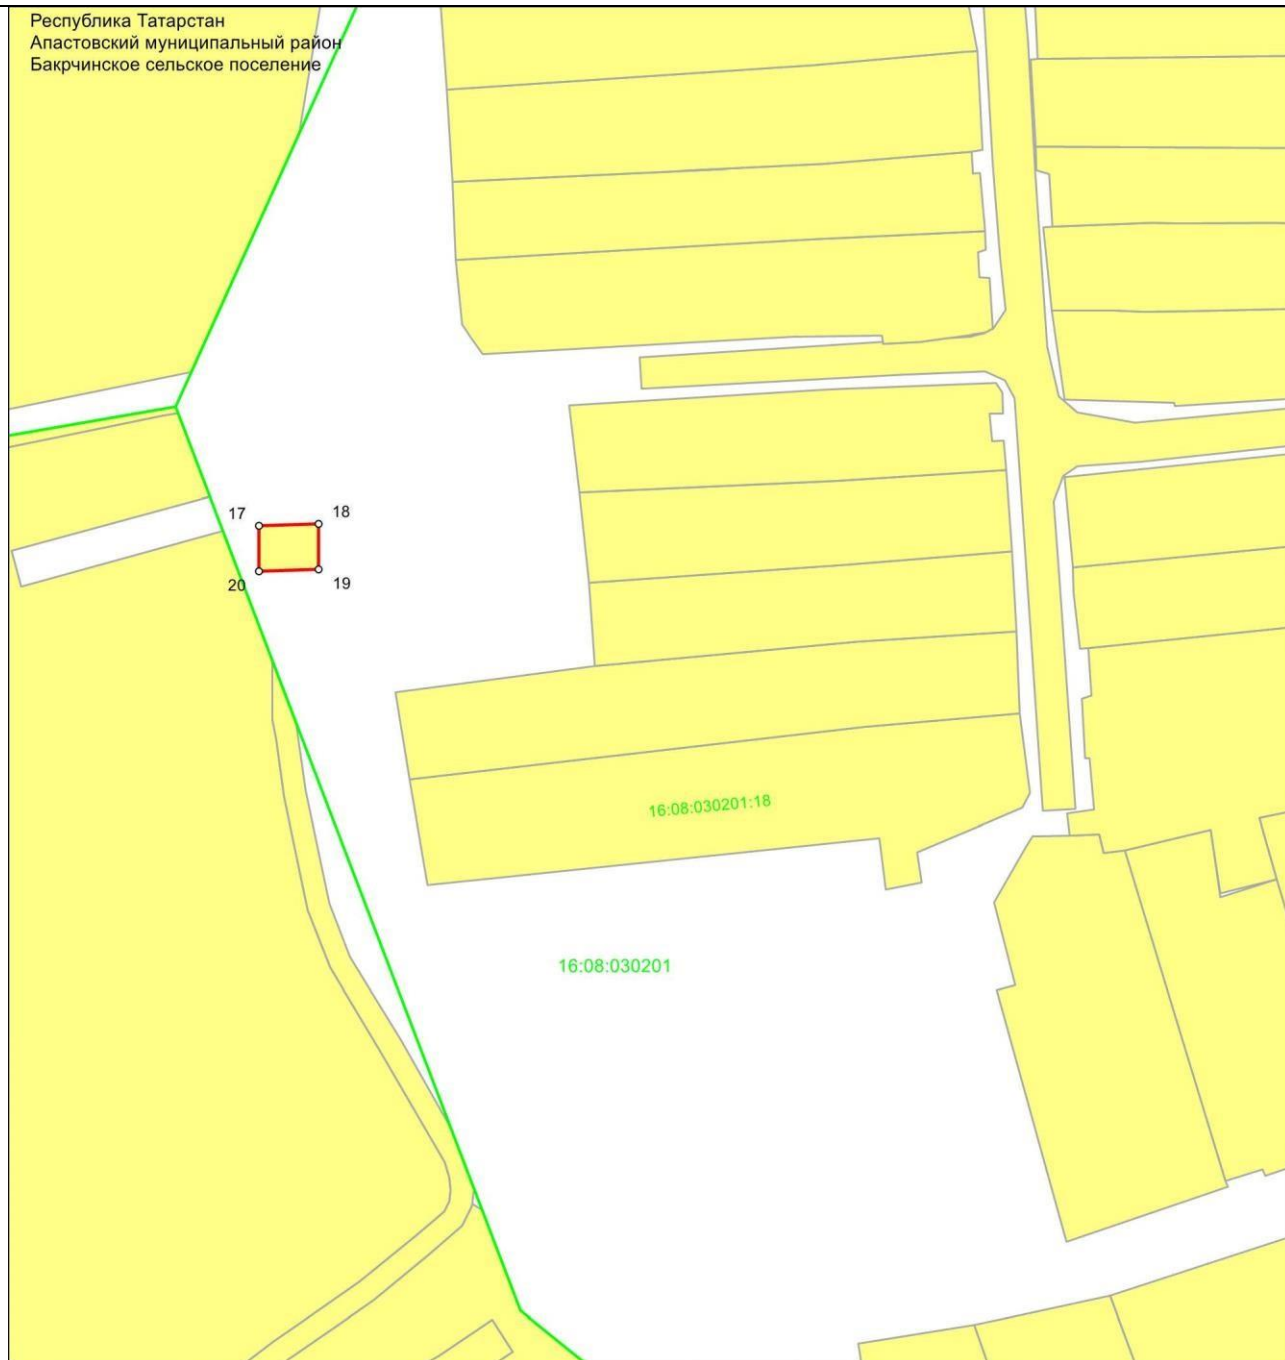 Республика Татарстан
Апастовский муниципальный район
Бакрчинское сельское поселение
17
18
20
19
16:08:030201:18
16:08:030201